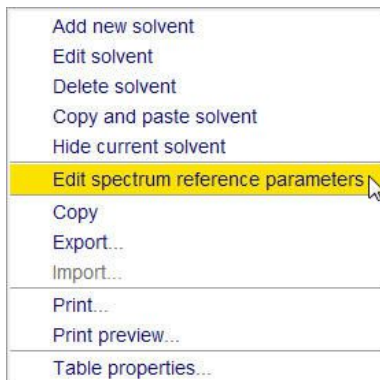 Add new solvent
Edit solvent
Delete solvent
Copy and paste solvent
Hide current solvent
Edit spectrum reference parameters
Copy
Export...
Import...
Print...
Print preview...
Table properties...